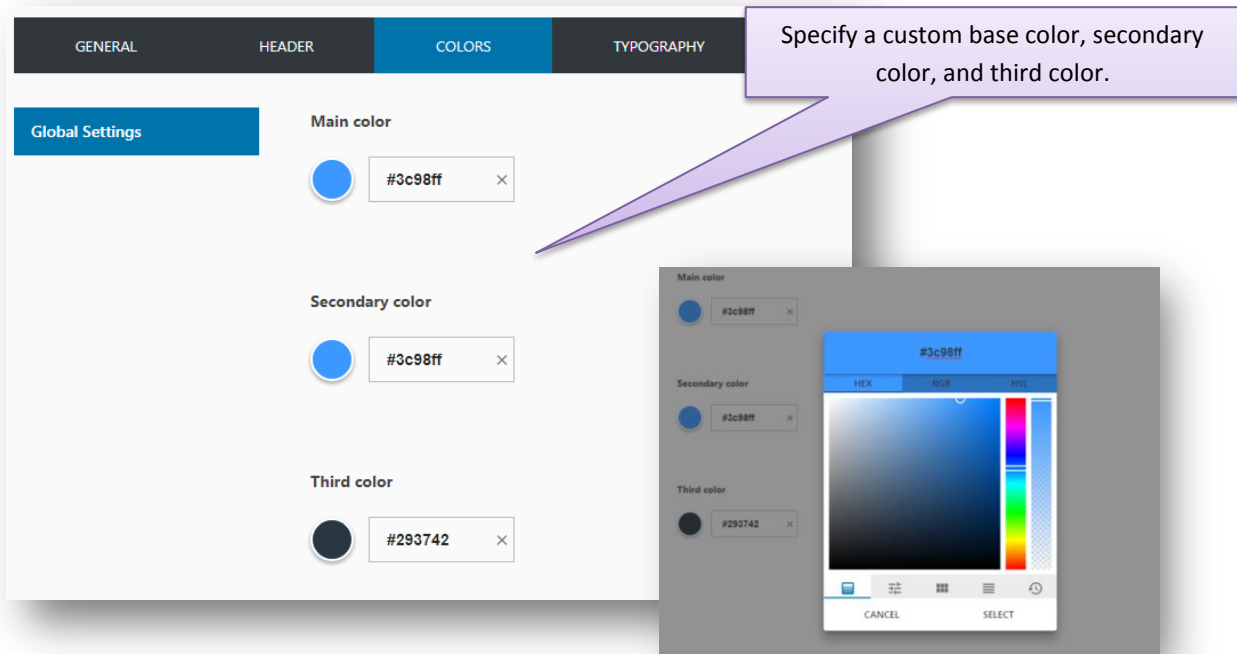 GENERAL HEADER COLORS TYPOGRAPHY
Specify a custom base color, secondary
color, and third color.
Global Settings
Main color
#3c98ff ×
Secondary color
#3c98ff ×
Third color
#293742 ×
Main color
#3c98ff ×
Secondary color
#3c98ff ×
Third color
#293742 ×
#3c98ff
HEX RGB HSL
CANCEL SELECT